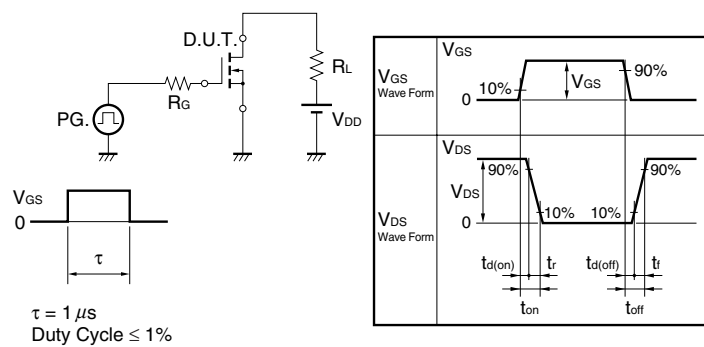 D.U.T.
RL
RG
PG.
VDD
VGS
0
τ
τ = 1 μs
Duty Cycle ≤ 1%
VGS
Wave Form
VGS
10%
90%
VGS
0
VDS
Wave Form
VDS
90%
90%
VDS
10%
10%
0
td(on)
tr
td(off)
tf
ton
toff